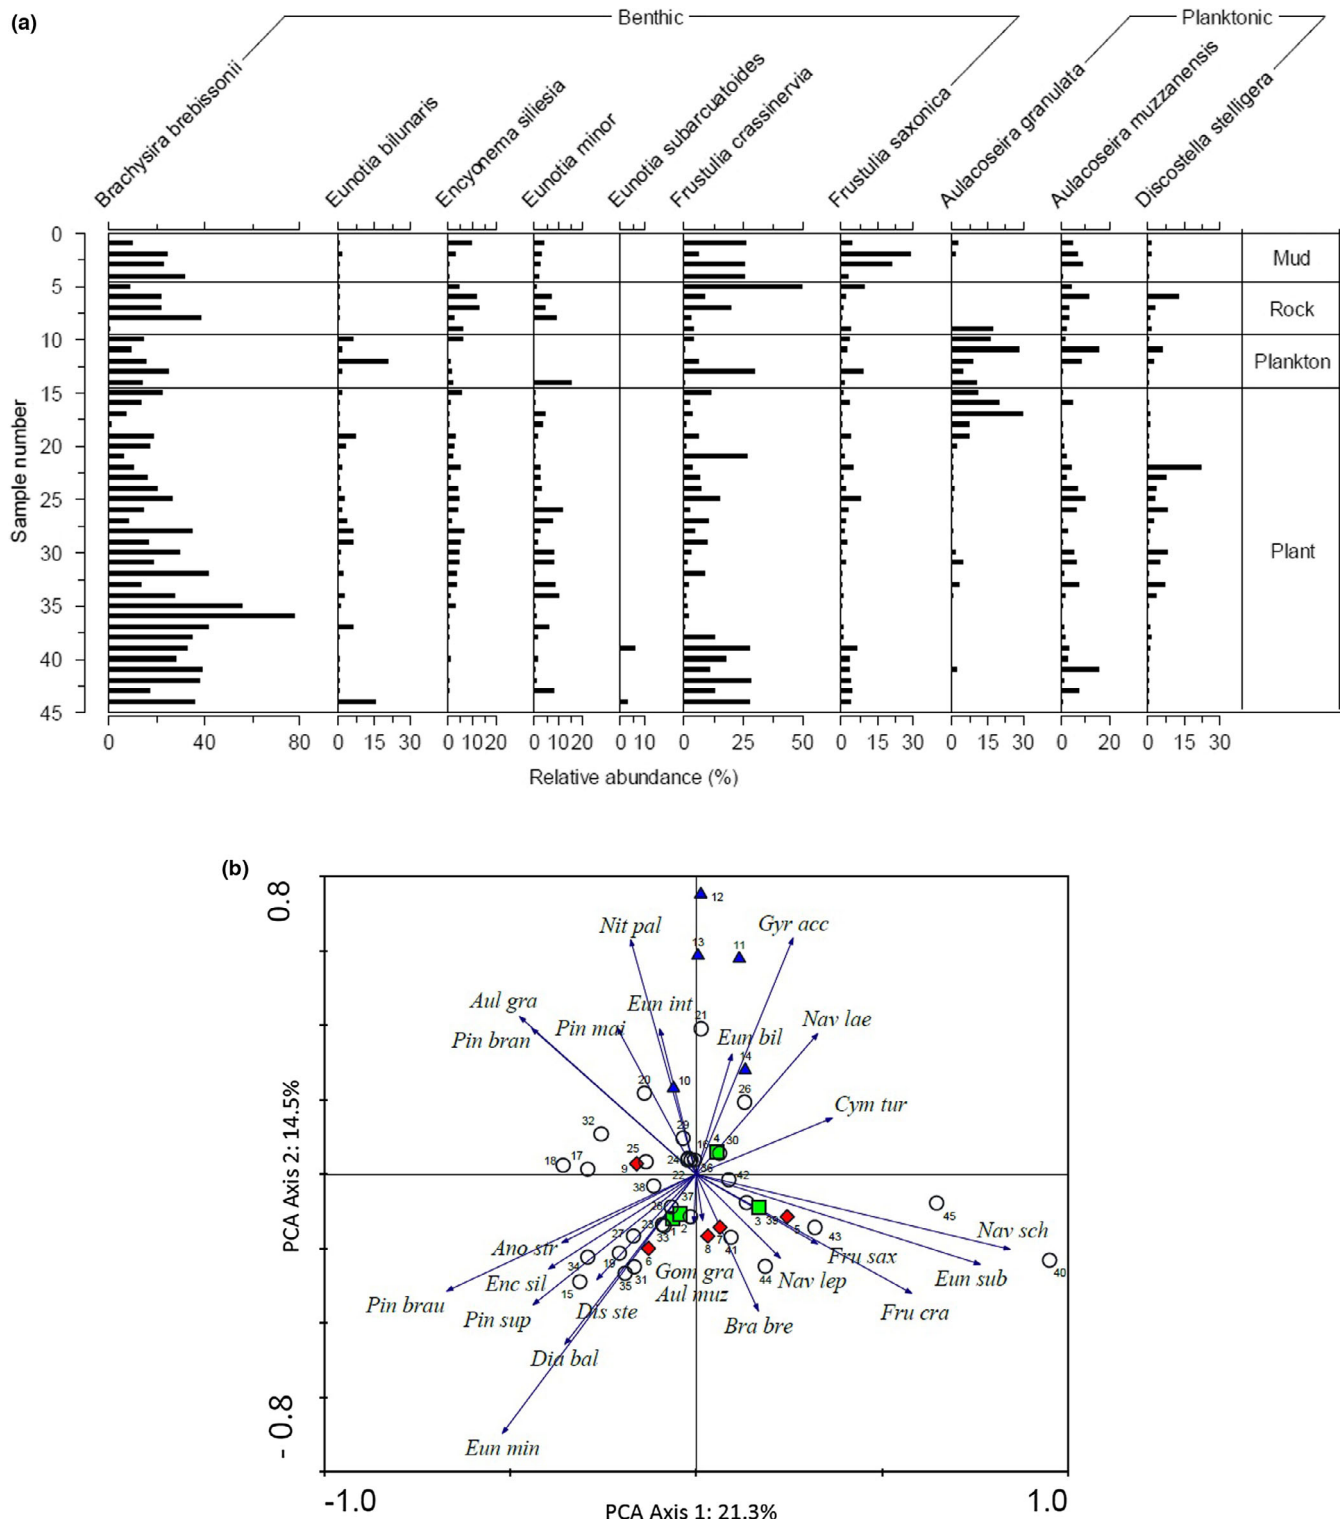 (a)
Benthic
Planktonic
Brachysira brebissonii
Eunotia bilunaris
Encyonema siliesia
Eunotia minor
Eunotia subarcuatoides
Frustulia crassinervia
Frustulia saxonica
Aulacoseira granulata
Aulacoseira muzzanensis
Discostella stelligera
0
5
10
15
20
25
30
35
40
45
Sample number
Mud
Rock
Plankton
Plant
0 40 80
0 15 30
0 10 20
0 10 20
0 10
0 25 50
0 15 30
0 15 30
0 20
0 15 30
Relative abundance (%)
(b)
0.8
- 0.8
PCA Axis 2: 14.5%
-1.0
1.0
PCA Axis 1: 21.3%
12
Nit pal
Gyr acc
13
11
Aul gra
Eun int
Pin mai
Pin bran
21
Eun bil
Nav lae
14
10
20
26
Cym tur
32
29
4
30
16
25
24
18
17
9
36
22
42
38
28
37
45
3
39
5
43
Nav sch
23
1
2
33
27
7
8
41
Ano str
Fru sax
40
19
6
34
Gom gra
44
Nav lep
Eun sub
Enc sil
31
35
15
Aul muz
Pin brau
Pin sup
Dis ste
Bra bre
Fru cra
Dia bal
Eun min